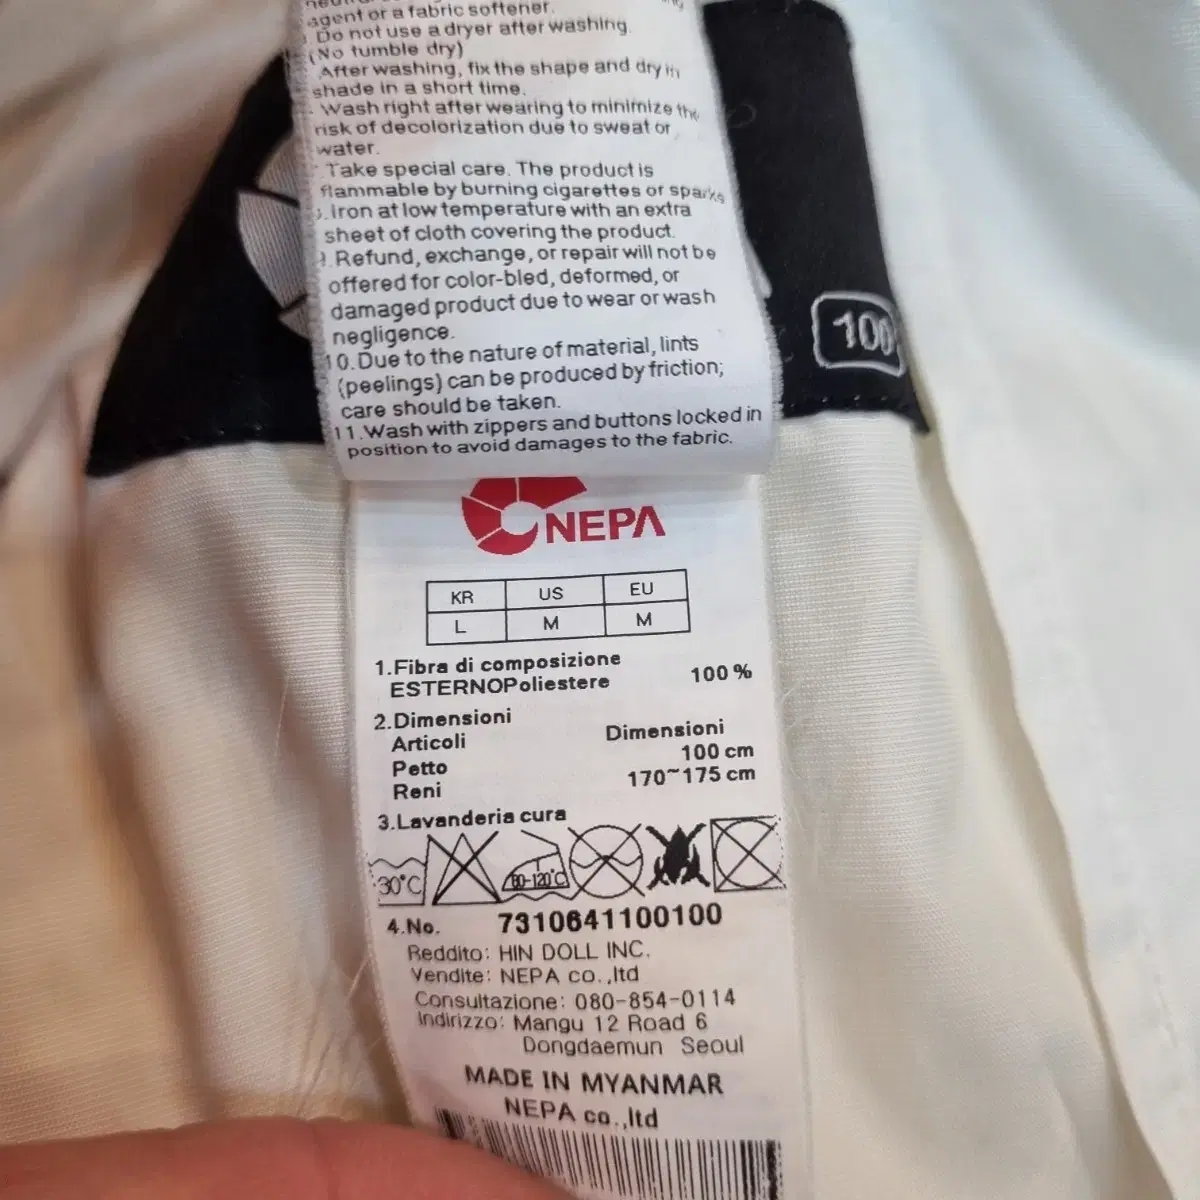 agent or a fabric softener.
Do not use a dryer after washing.
(No tumble dry)
After washing, fix the shape and dry in
shade in a short time.
Wash right after wearing to minimize the
risk of decolorization due to sweat or
water.
Take special care. The product is
flammable by burning cigarettes or sparks
Iron at low temperature with an extra
sheet of cloth covering the product.
Refund, exchange, or repair will not be
offered for color-bled, deformed, or
damaged product due to wear or wash
negligence.
10.Due to the nature of material, lints
(peelings) can be produced by friction;
care should be taken.
11.Wash with zippers and buttons locked in
position to avoid damages to the fabric.
100
NEPA
KR US EU
L M M
1.Fibra di composizione
ESTERNOPoliestere 100 %
2.Dimensioni
Articoli Dimensioni
Petto 100 cm
Reni 170~175 cm
3.Lavanderia cura
30°C 80-120°C
4.No. 7310641100100
Reddito: HIN DOLL INC.
Vendite: NEPA co.,ltd
Consultazione: 080-854-0114
Indirizzo: Mangu 12 Road 6
Dongdaemun Seoul
MADE IN MYANMAR
NEPA co.,ltd